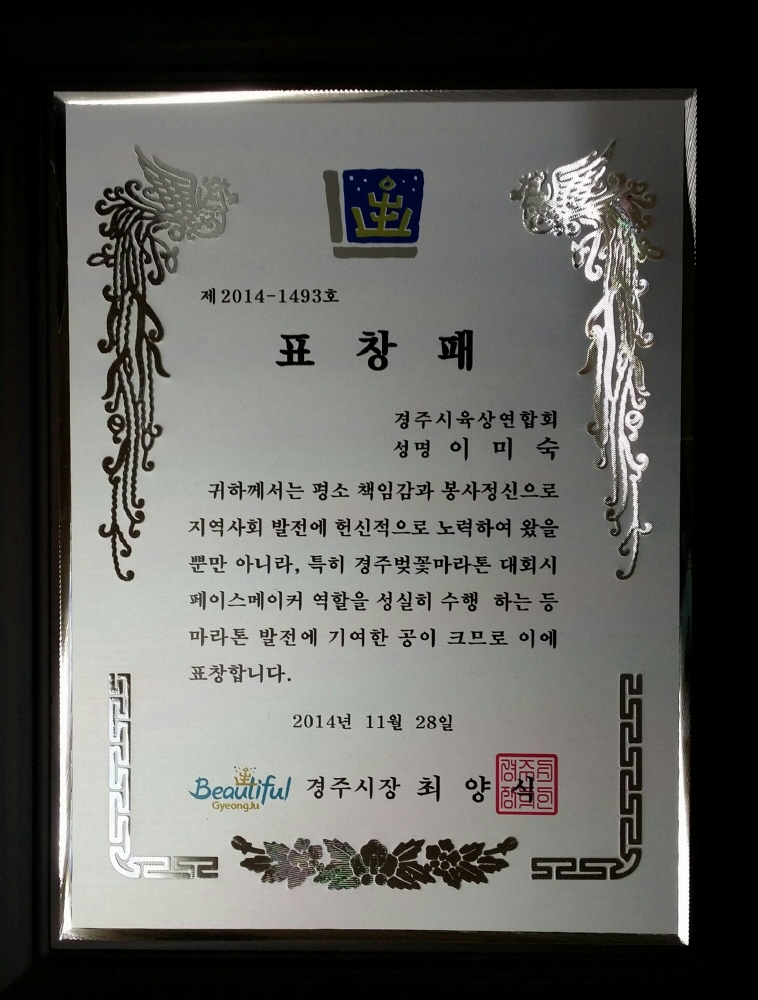 제2014-1493호
표 창 패
경주시육상연합회
성명 이 미 숙
귀하께서는 평소 책임감과 봉사정신으로
지역사회 발전에 헌신적으로 노력하여 왔을
뿐만 아니라, 특히 경주벚꽃마라톤 대회시
페이스메이커 역할을 성실히 수행 하는 등
마라톤 발전에 기여한 공이 크므로 이에
표창합니다.
2014년 11월 28일
Beautiful
GyeongJu
경주시장 최 양 식